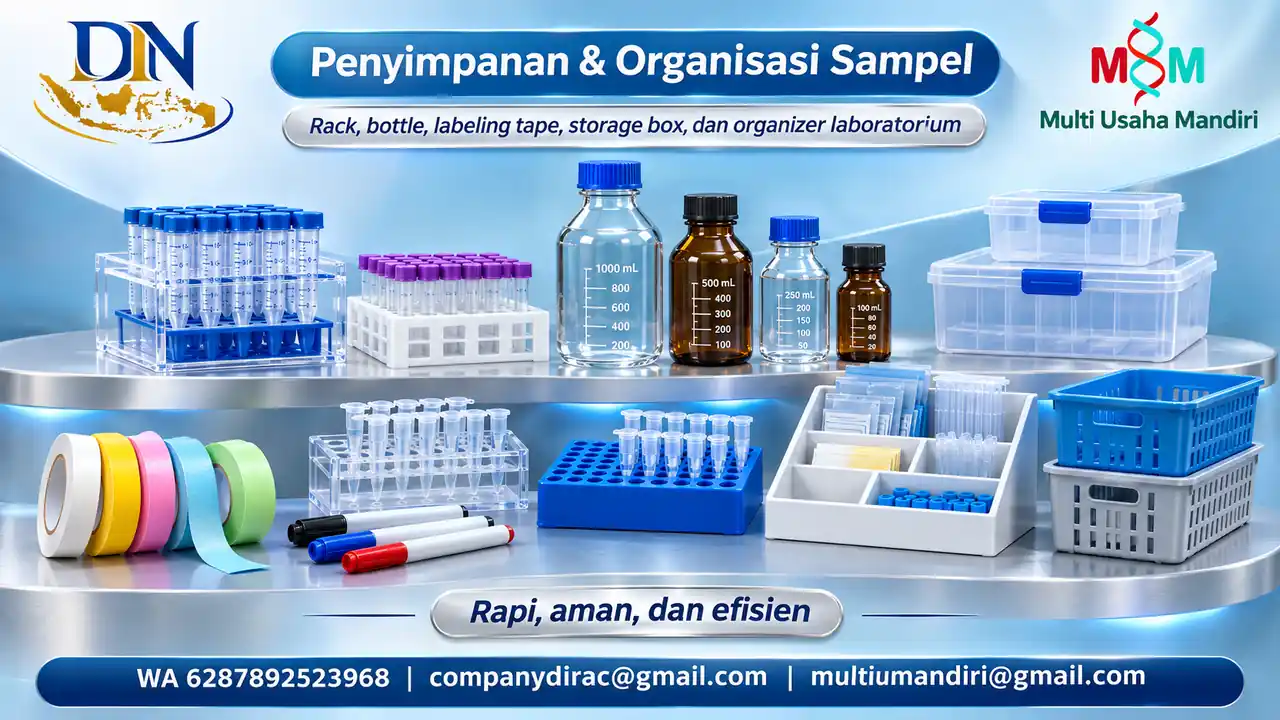 DIN
Penyimpanan & Organisasi Sampel
MM
Multi Usaha Mandiri
Rack, bottle, labeling tape, storage box, dan organizer laboratorium
1000 mL
800
600
400
200
500 mL
400
300
200
100
250 mL
200
150
100
50
100 mL
80
60
40
20
Rapi, aman, dan efisien
WA 6287892523968 | companydirac@gmail.com | multiumandiri@gmail.com